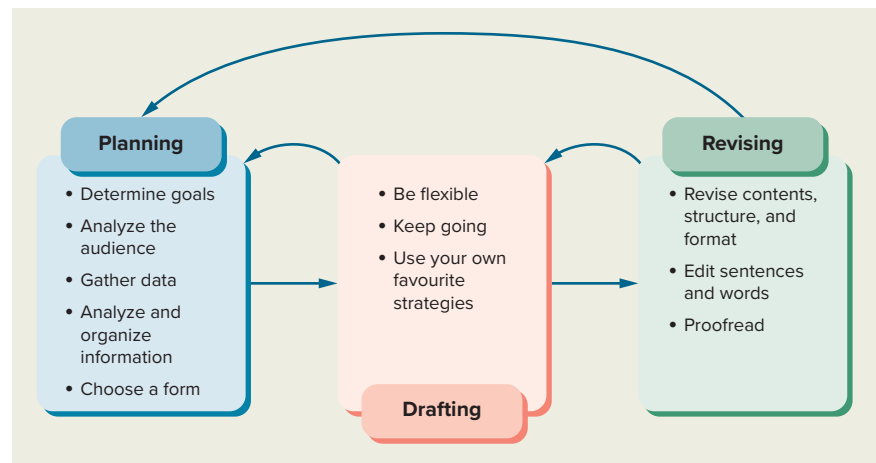 Planning
• Determine goals
• Analyze the
audience
• Gather data
• Analyze and
organize
information
• Choose a form
• Be flexible
• Keep going
• Use your own
favourite
strategies
Drafting
Revising
• Revise contents,
structure, and
format
• Edit sentences
and words
• Proofread